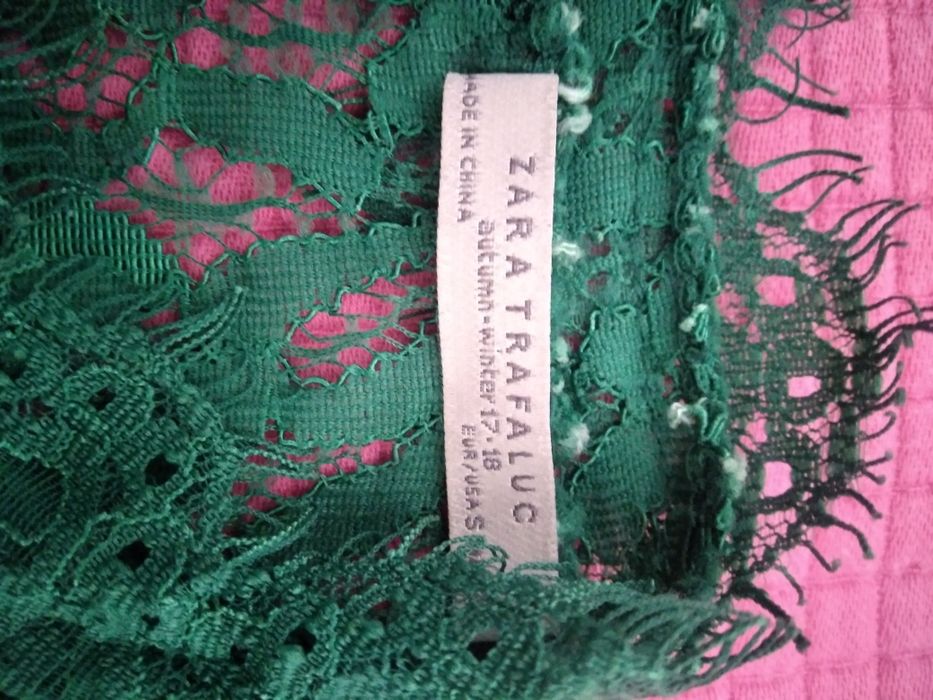 ZARA TRAFALUC
autumn-winter 17-18
MADE IN CHINA
EUR/USA S